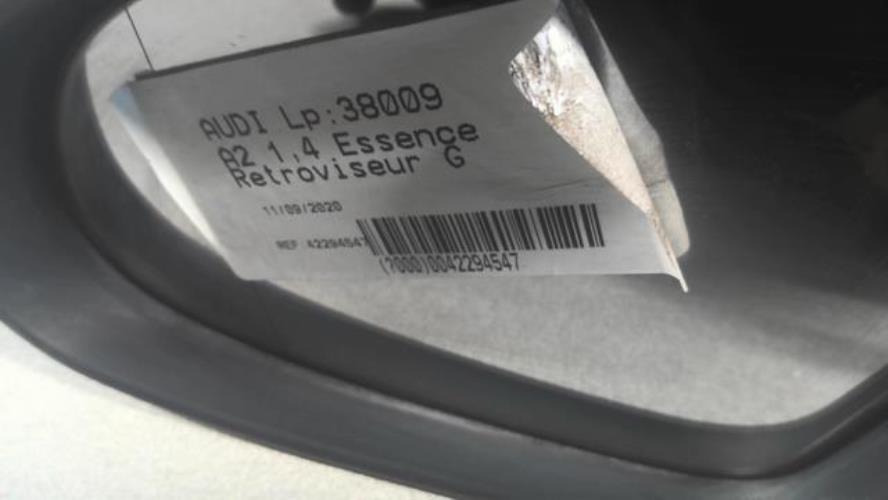 AUDI Lp:38009
A2 1,4 Essence
Retroviseur G
11/09/2020
REF 42294547
(7000)0042294547